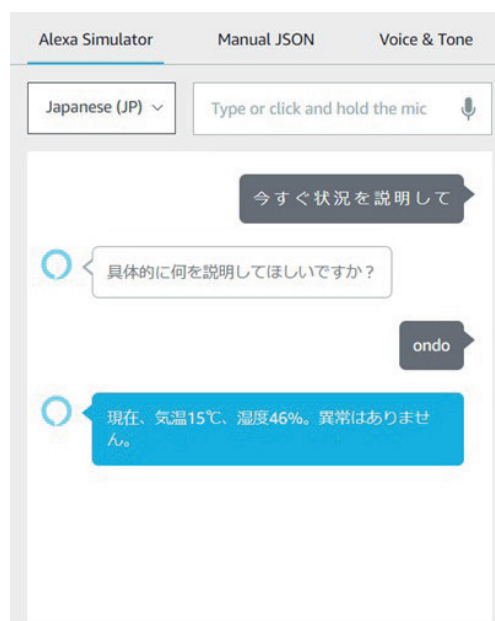 Alexa Simulator Manual JSON Voice & Tone
Japanese (JP) Type or click and hold the mic
今すぐ状況を説明して
具体的に何を説明してほしいですか？
ondo
現在、気温15℃、湿度46%。異常はありませ
ん。